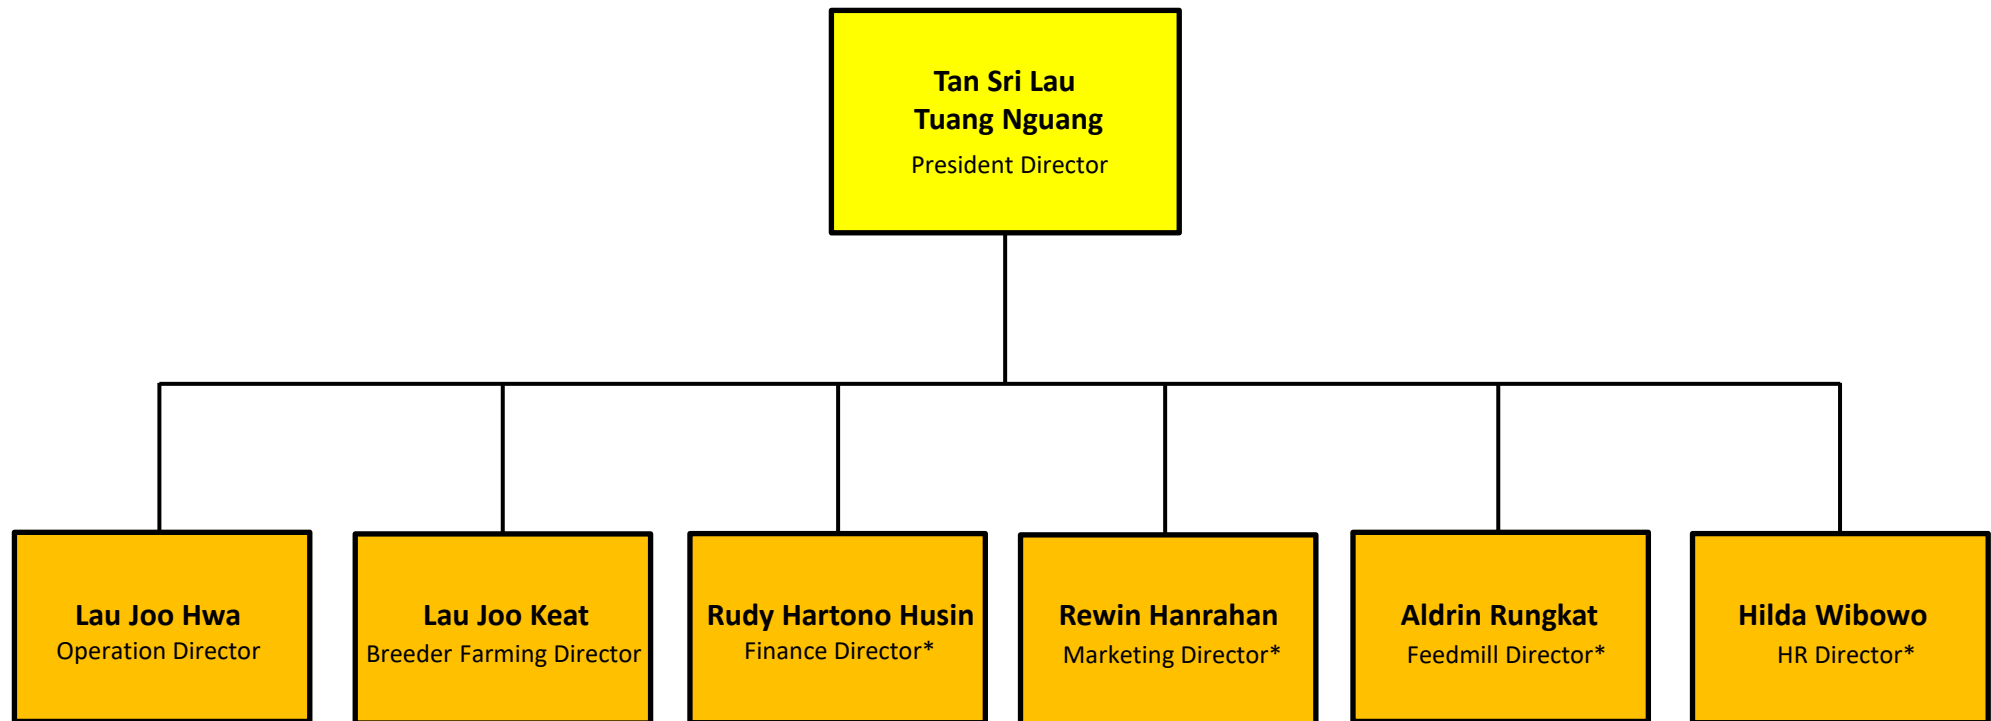 Tan Sri Lau
Tuang Nguang
President Director
Lau Joo Hwa
Operation Director
Lau Joo Keat
Breeder Farming Director
Rudy Hartono Husin
Finance Director*
Rewin Hanrahan
Marketing Director*
Aldrin Rungkat
Feedmill Director*
Hilda Wibowo
HR Director*